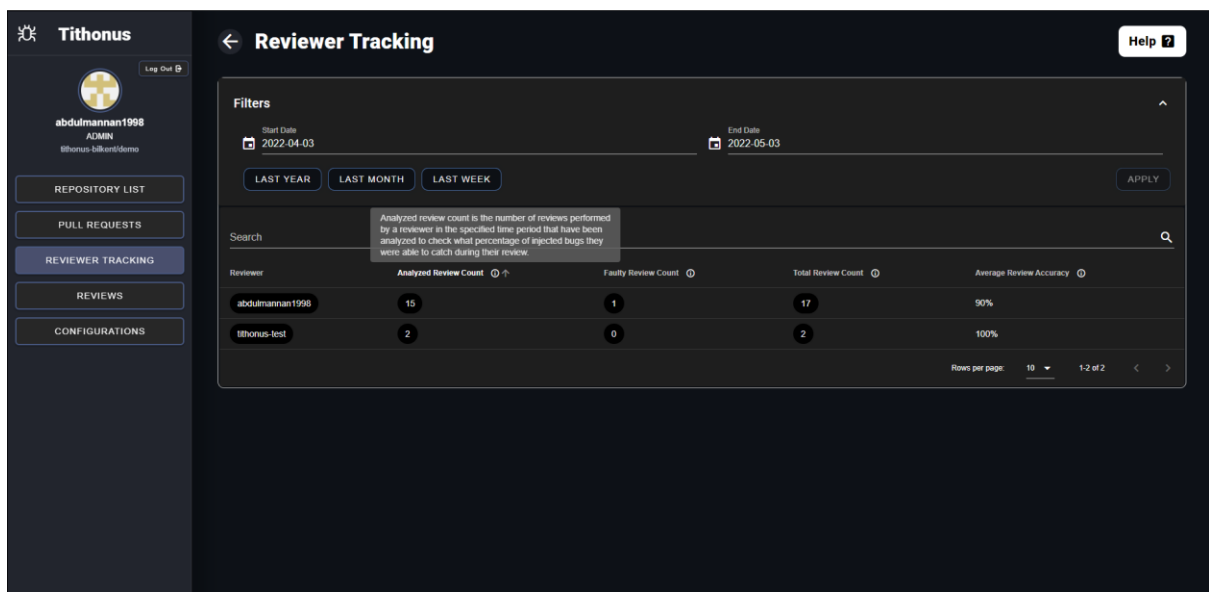 Tithonus
Log Out
abdulmannan1998
ADMIN
tithonus-bilkent/demo
REPOSITORY LIST
PULL REQUESTS
REVIEWER TRACKING
REVIEWS
CONFIGURATIONS
Reviewer Tracking
Help ?
Filters
Start Date
2022-04-03
End Date
2022-05-03
LAST YEAR LAST MONTH LAST WEEK
APPLY
Analyzed review count is the number of reviews performed
by a reviewer in the specified time period that have been
analyzed to check what percentage of injected bugs they
were able to catch during their review.
Search
Reviewer Analyzed Review Count Faulty Review Count Total Review Count Average Review Accuracy
abdulmannan1998 15 1 17 90%
tithonus-test 2 0 2 100%
Rows per page: 10 1-2 of 2